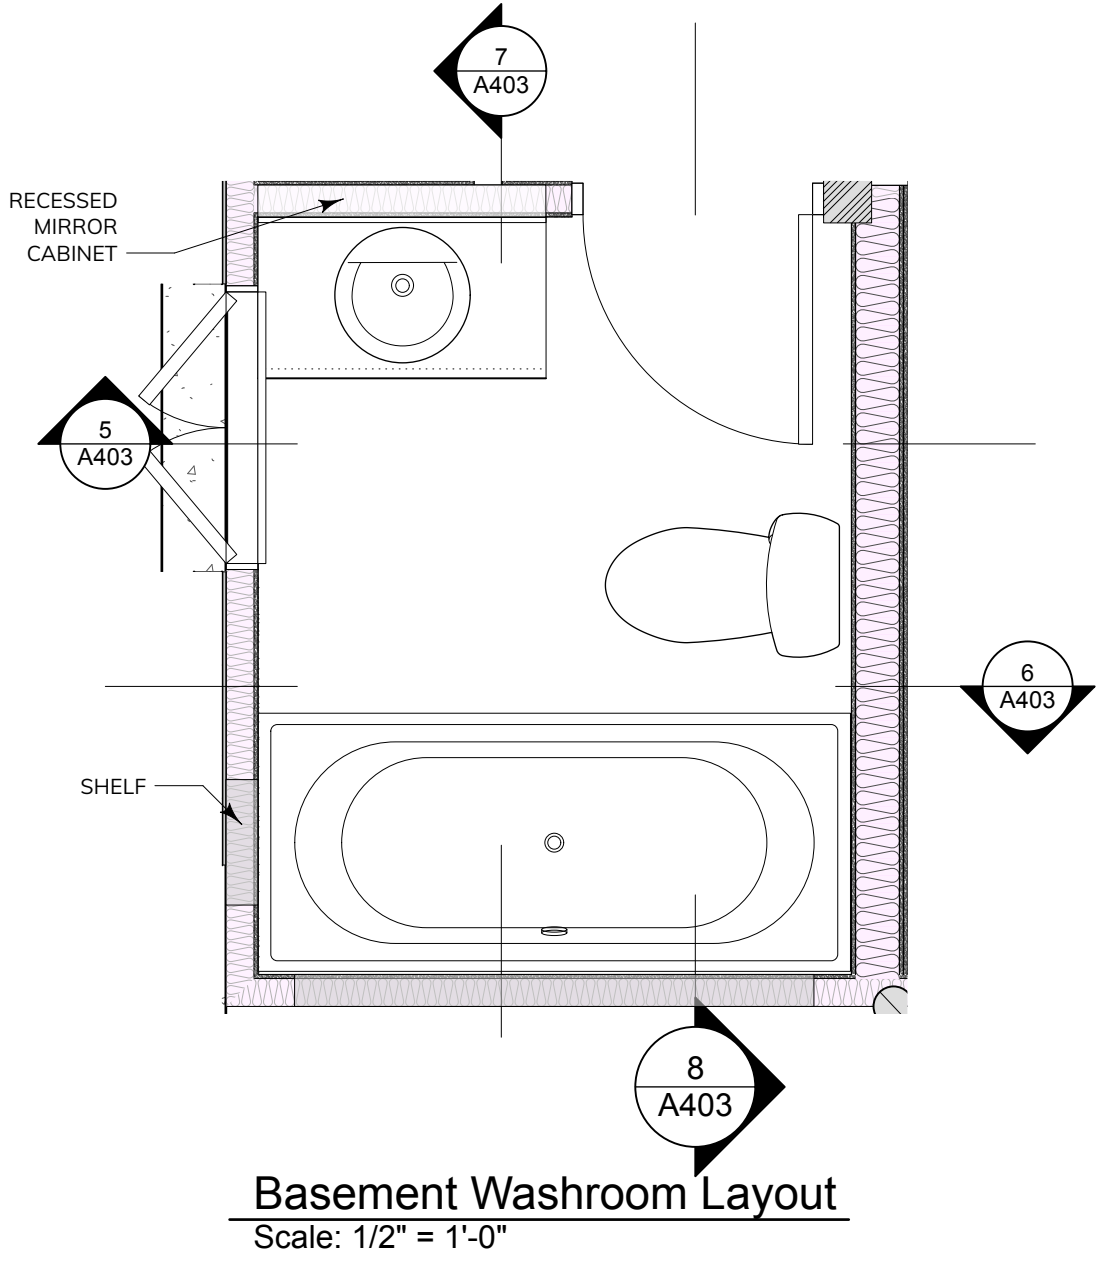 7
A403
RECESSED
MIRROR
CABINET
5
A403
6
A403
SHELF
8
A403
Basement Washroom Layout
Scale: 1/2" = 1'-0"